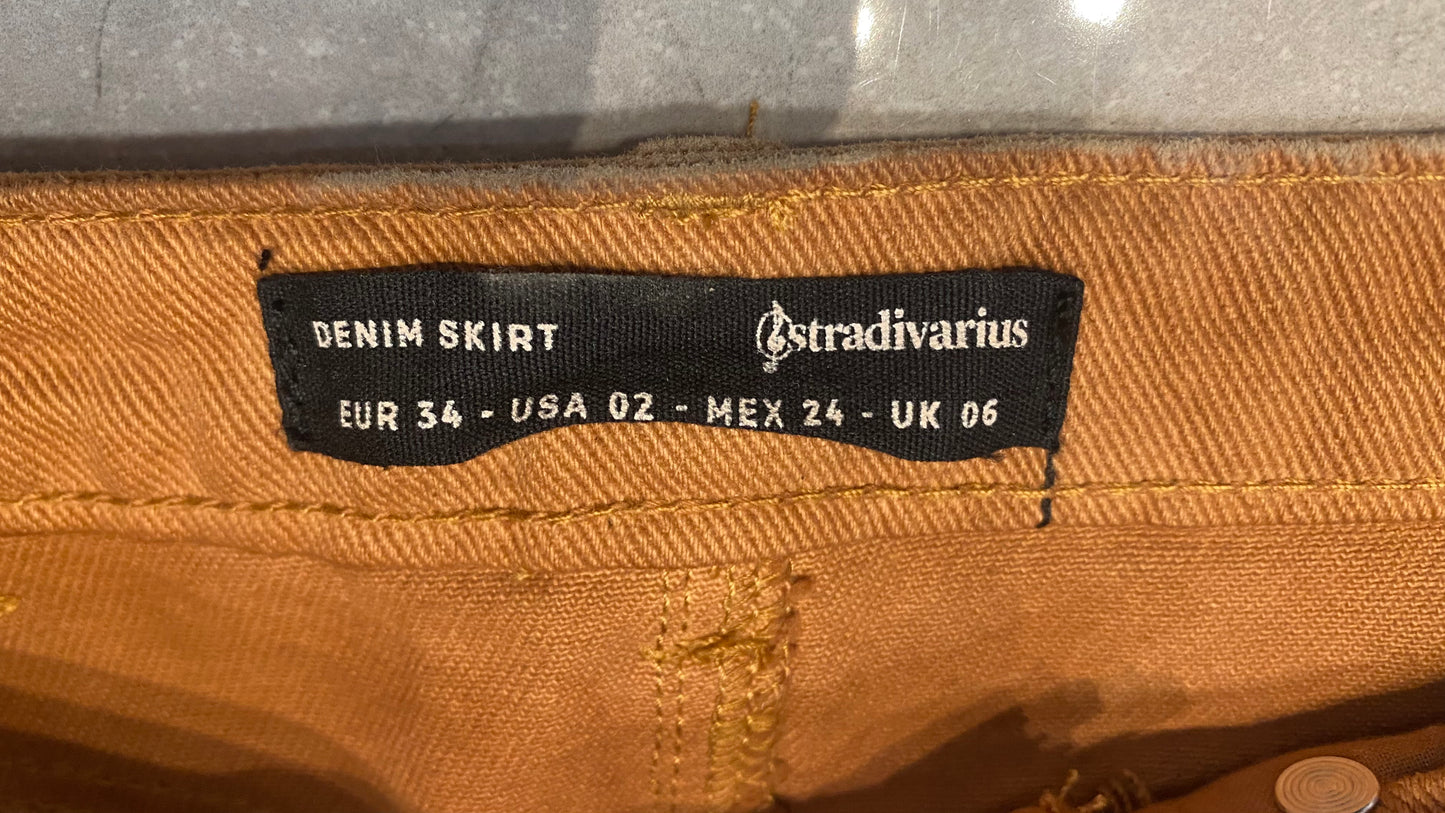 DENIM SKIRT stradivarius
EUR 34 - USA 02 - MEX 24 - UK 06